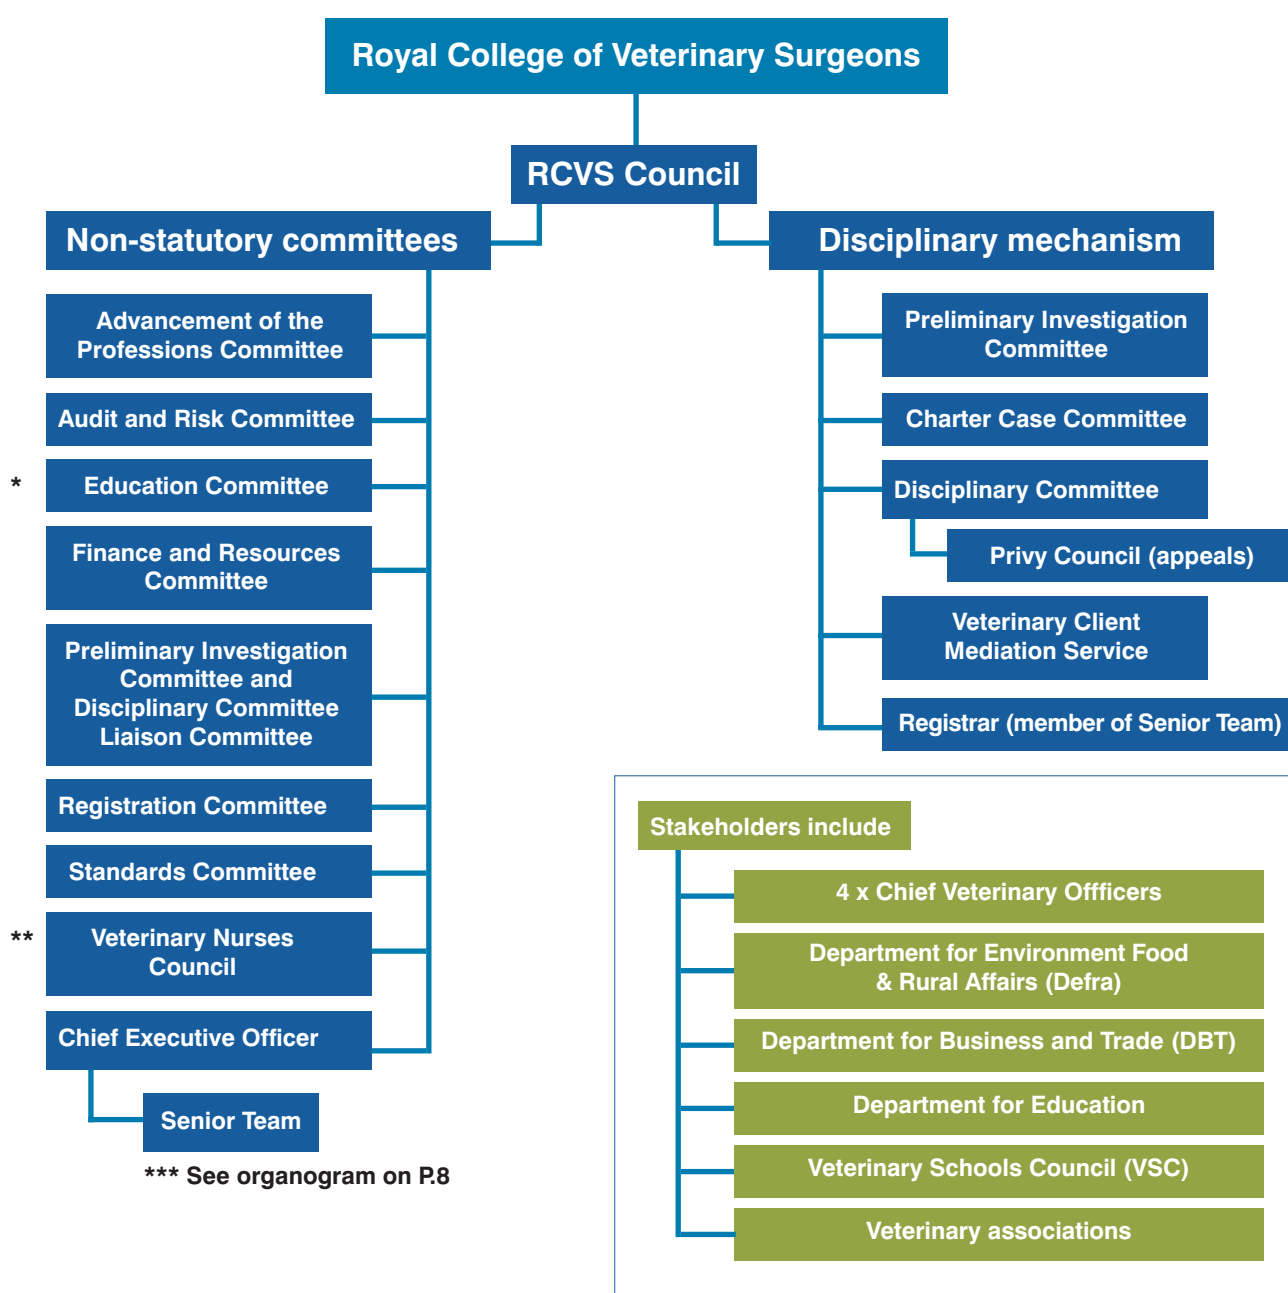 Royal College of Veterinary Surgeons
RCVS Council
Non-statutory committees
Advancement of the
Professions Committee
Audit and Risk Committee
*
Education Committee
Finance and Resources
Committee
Preliminary Investigation
Committee and
Disciplinary Committee
Liaison Committee
Registration Committee
Standards Committee
**
Veterinary Nurses
Council
Chief Executive Officer
Senior Team
*** See organogram on P.8
Disciplinary mechanism
Preliminary Investigation
Committee
Charter Case Committee
Disciplinary Committee
Privy Council (appeals)
Veterinary Client
Mediation Service
Registrar (member of Senior Team)
Stakeholders include
4 x Chief Veterinary Offficers
Department for Environment Food
& Rural Affairs (Defra)
Department for Business and Trade (DBT)
Department for Education
Veterinary Schools Council (VSC)
Veterinary associations